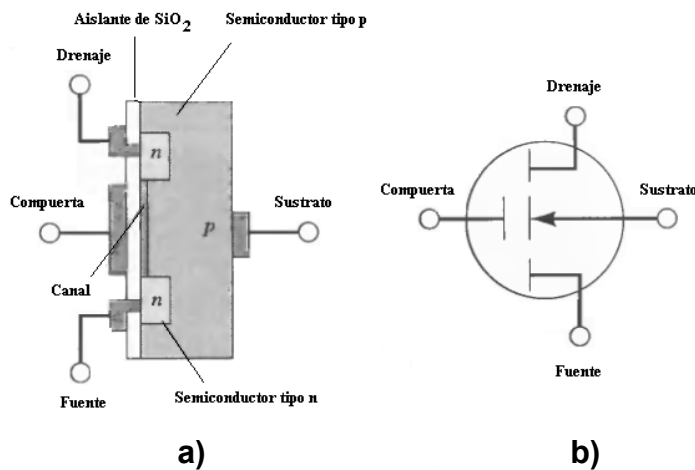 Aislante de SiO2
Semiconductor tipo p
Drenaje
n
Compuerta
p
Sustrato
Canal
n
Fuente
Semiconductor tipo n
a)
Drenaje
Compuerta
Sustrato
Fuente
b)